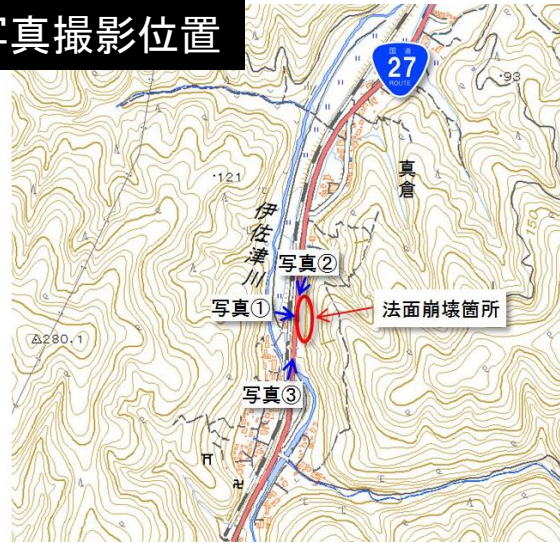 写真撮影位置
国道
27
ROUTE
・93
・121
真倉
伊佐津川
写真②
写真①
法面崩壊箇所
△280.1
写真③